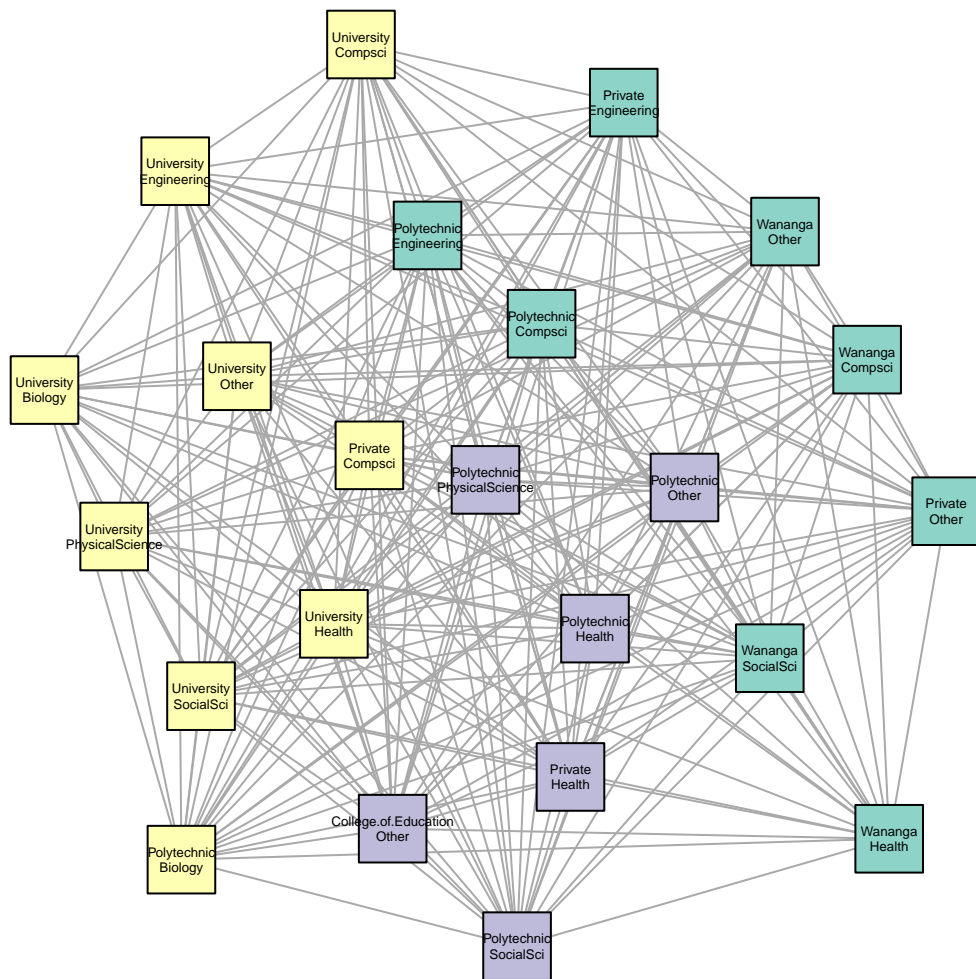 University
Compsci
Private
Engineering
University
Engineering
Polytechnic
Engineering
Wananga
Other
Polytechnic
Compsci
Wananga
Compsci
University
Biology
University
Other
Private
Compsci
Polytechnic
PhysicalScience
Polytechnic
Other
Private
Other
University
PhysicalScience
University
Health
Polytechnic
Health
Wananga
SocialSci
University
SocialSci
Private
Health
College.of.Education
Other
Wananga
Health
Polytechnic
Biology
Polytechnic
SocialSci